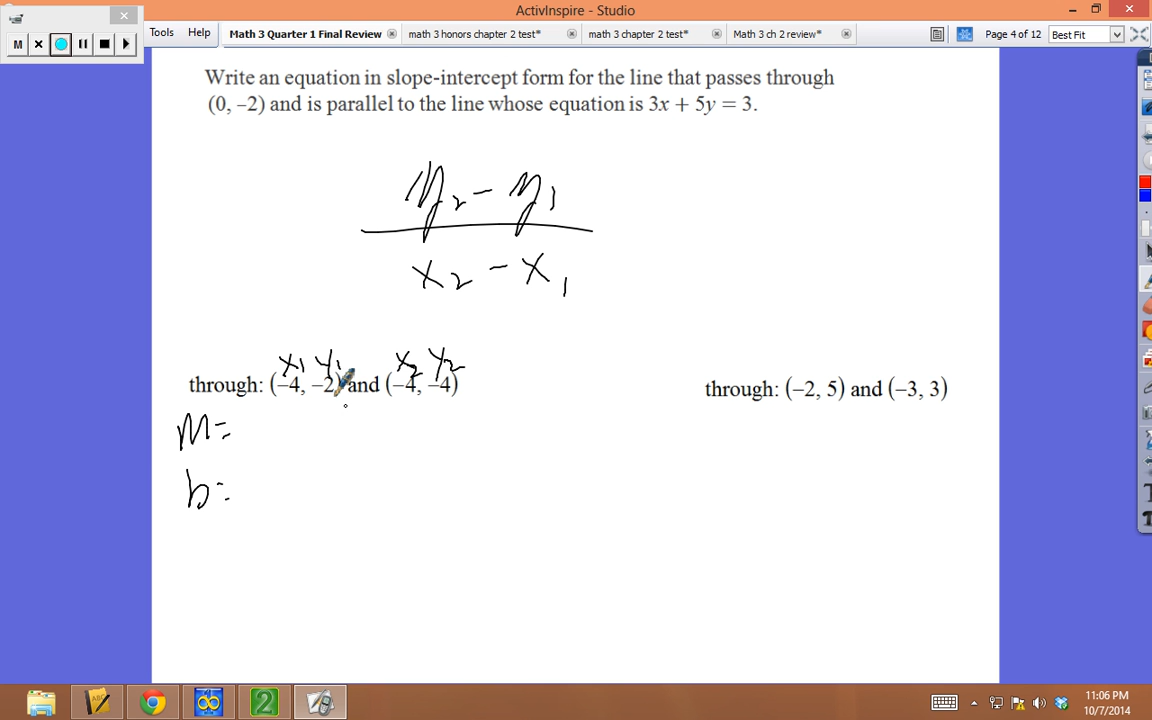 ActivInspire - Studio
Tools Help Math 3 Quarter 1 Final Review math 3 honors chapter 2 test* math 3 chapter 2 test* Math 3 ch 2 review* Page 4 of 12 Best Fit
M
Write an equation in slope-intercept form for the line that passes through
(0, –2) and is parallel to the line whose equation is 3x + 5y = 3.
y₂ − y₁
x₂ − x₁
x₁ y₁ x₂ y₂
through: (–4, –2) and (–4, –4)
through: (–2, 5) and (–3, 3)
m=
b=
ABC
2
11:06 PM
10/7/2014